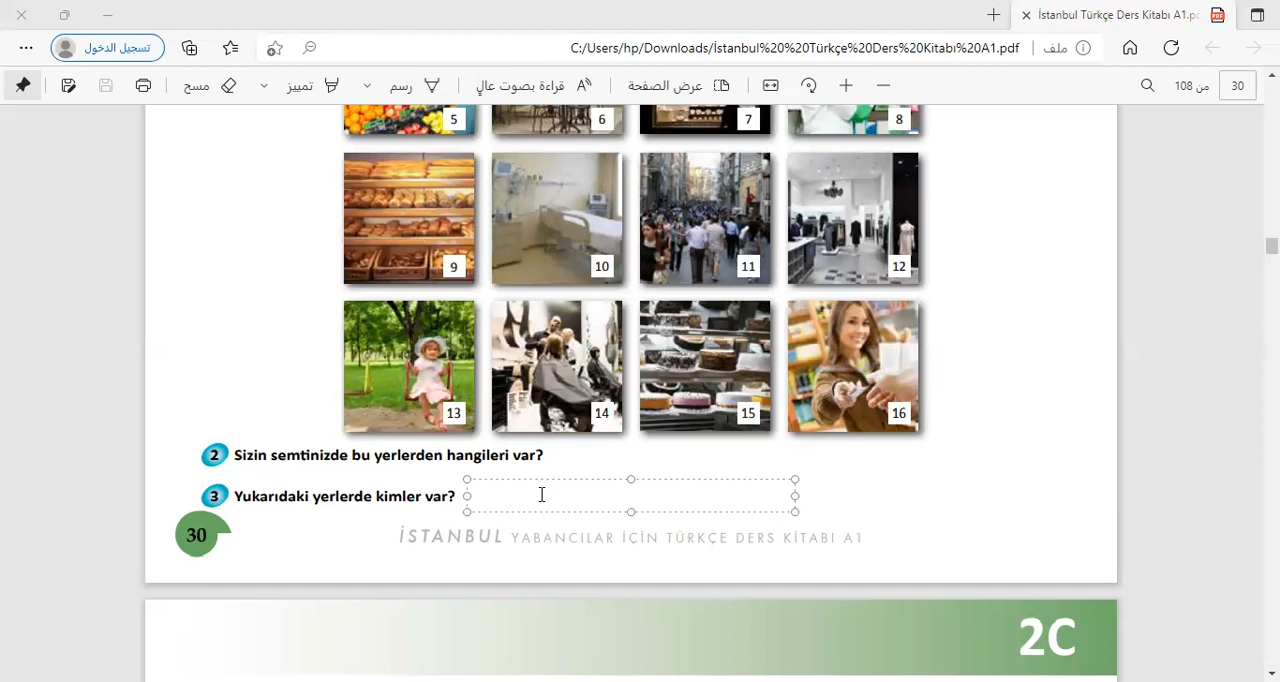 İstanbul Türkçe Ders Kitabı A1.pdf
تسجيل الدخول
C:/Users/hp/Downloads/İstanbul%20%20Türkçe%20Ders%20Kitabı%20A1.pdf
ملف
مسح
تمييز
رسم
قراءة بصوت عالٍ
عرض الصفحة
من 108
30
5
6
7
8
9
10
11
12
13
14
15
16
2 Sizin semtinizde bu yerlerden hangileri var?
3 Yukarıdaki yerlerde kimler var?
30
İSTANBUL YABANCILAR İÇİN TÜRKÇE DERS KİTABI A1
2C